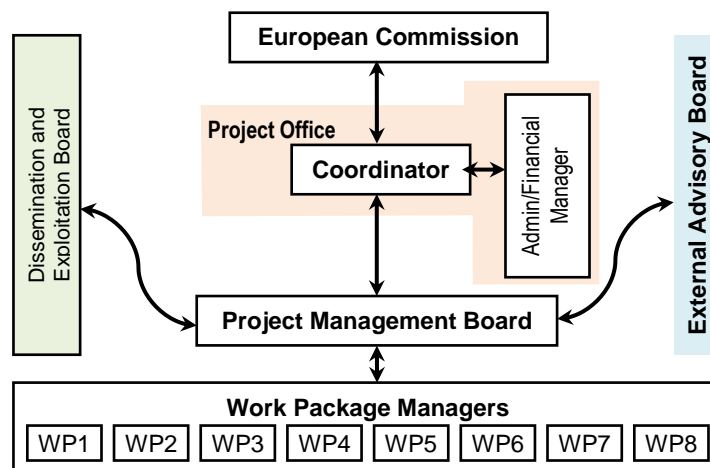 European Commission
Dissemination and
Exploitation Board
Project Office
Coordinator
Admin/Financial
Manager
External Advisory Board
Project Management Board
Work Package Managers
WP1 WP2 WP3 WP4 WP5 WP6 WP7 WP8